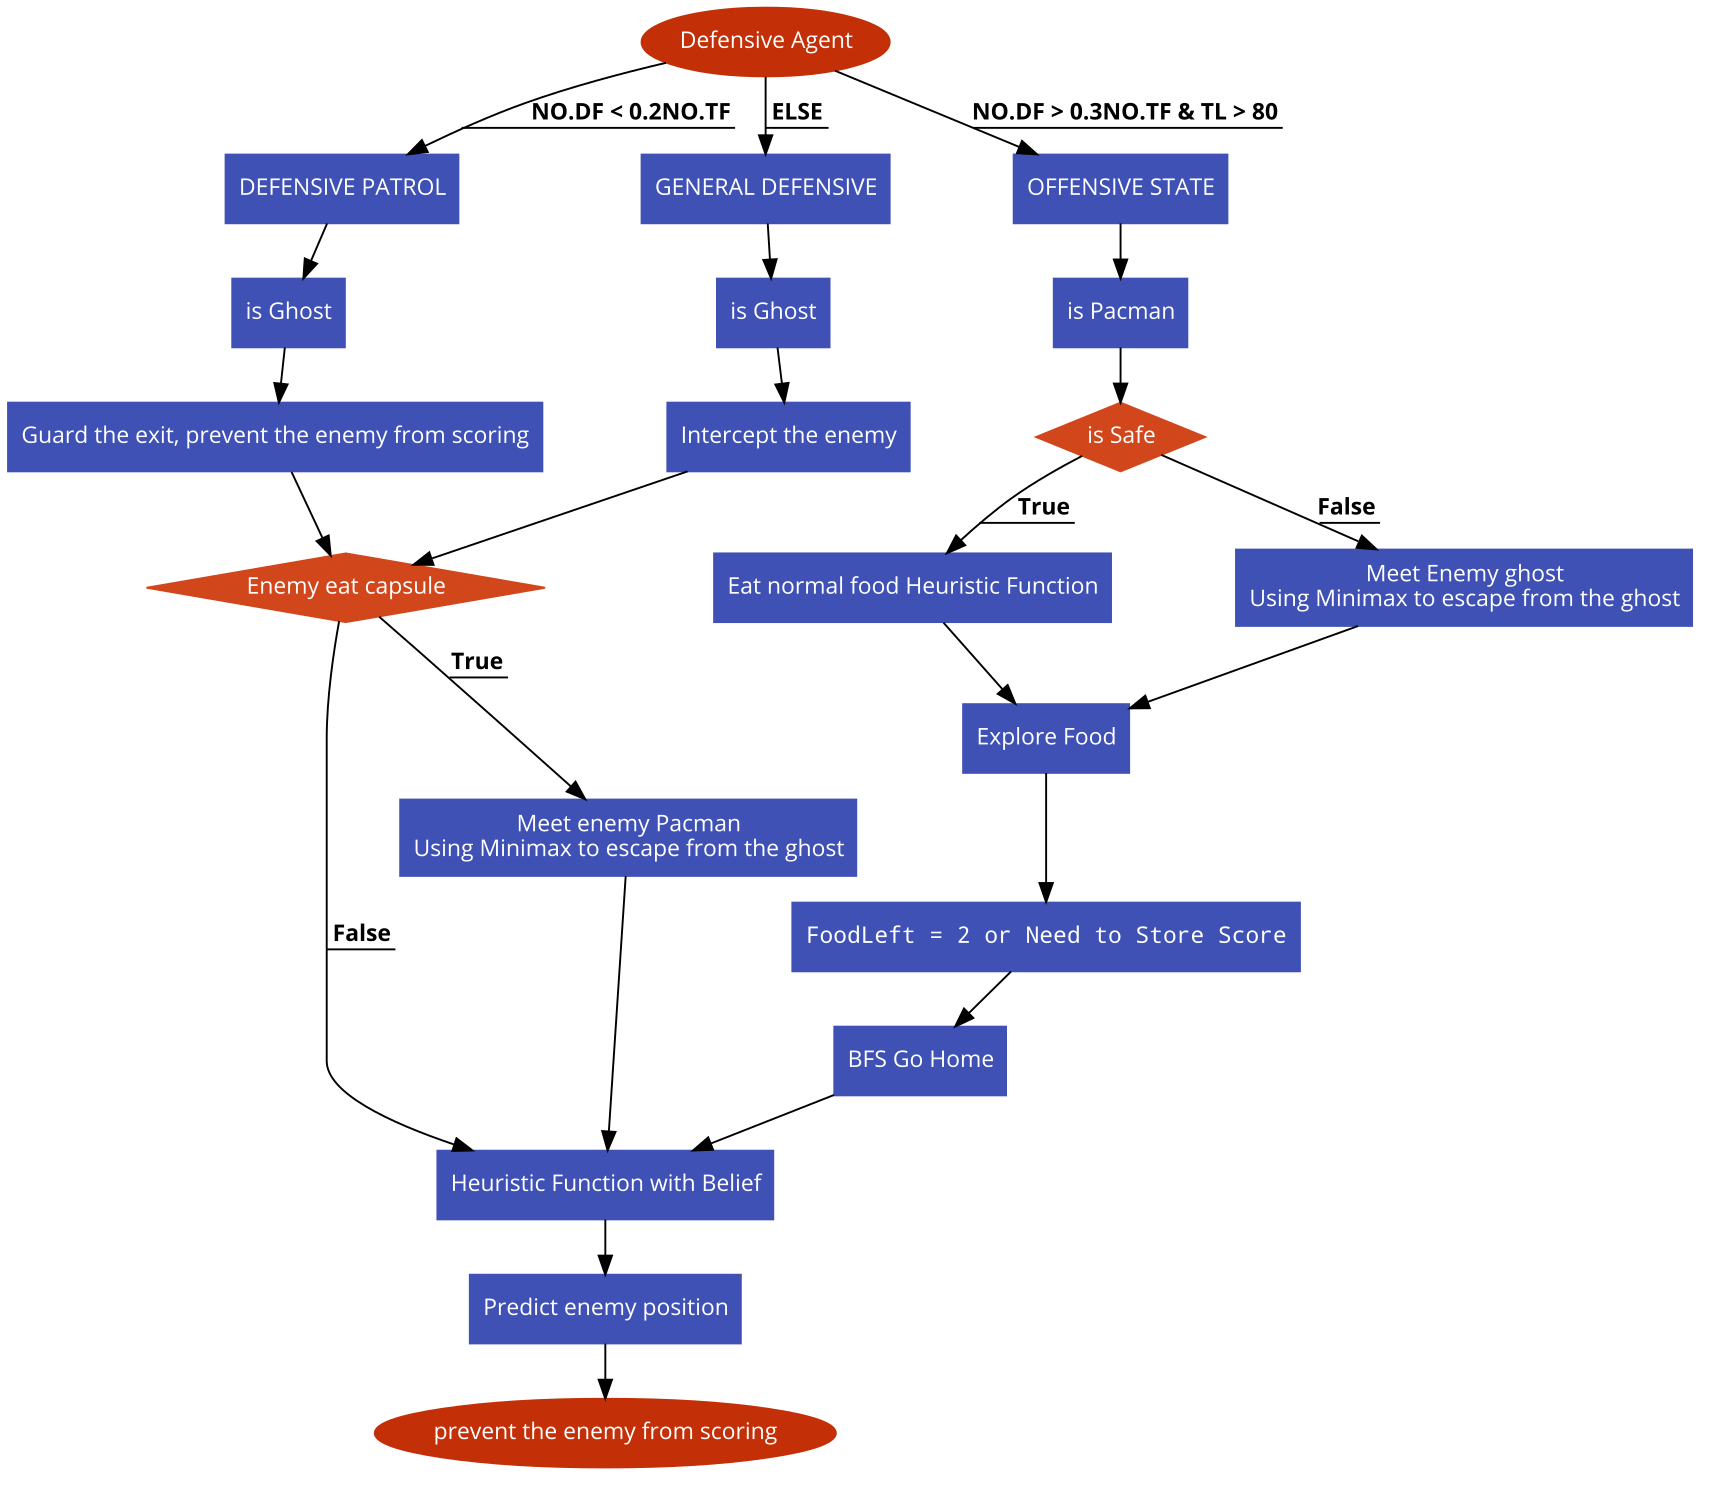 Defensive Agent
NO.DF < 0.2NO.TF
ELSE
NO.DF > 0.3NO.TF & TL > 80
DEFENSIVE PATROL
GENERAL DEFENSIVE
OFFENSIVE STATE
is Ghost
is Ghost
is Pacman
Guard the exit, prevent the enemy from scoring
Intercept the enemy
is Safe
True
False
Enemy eat capsule
Eat normal food Heuristic Function
Meet Enemy ghost
Using Minimax to escape from the ghost
True
Explore Food
Meet enemy Pacman
Using Minimax to escape from the ghost
False
FoodLeft = 2 or Need to Store Score
BFS Go Home
Heuristic Function with Belief
Predict enemy position
prevent the enemy from scoring